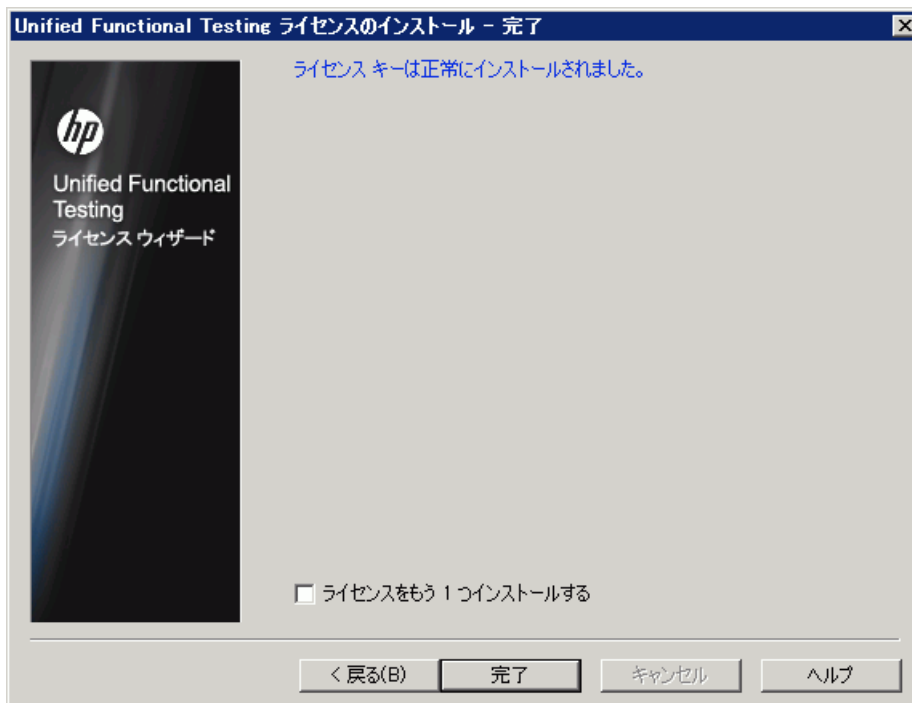 Unified Functional Testing ライセンスのインストール - 完了
ライセンス キーは正常にインストールされました。
hp
Unified Functional
Testing
ライセンス ウィザード
ライセンスをもう 1 つインストールする
< 戻る(B)
完了
キャンセル
ヘルプ